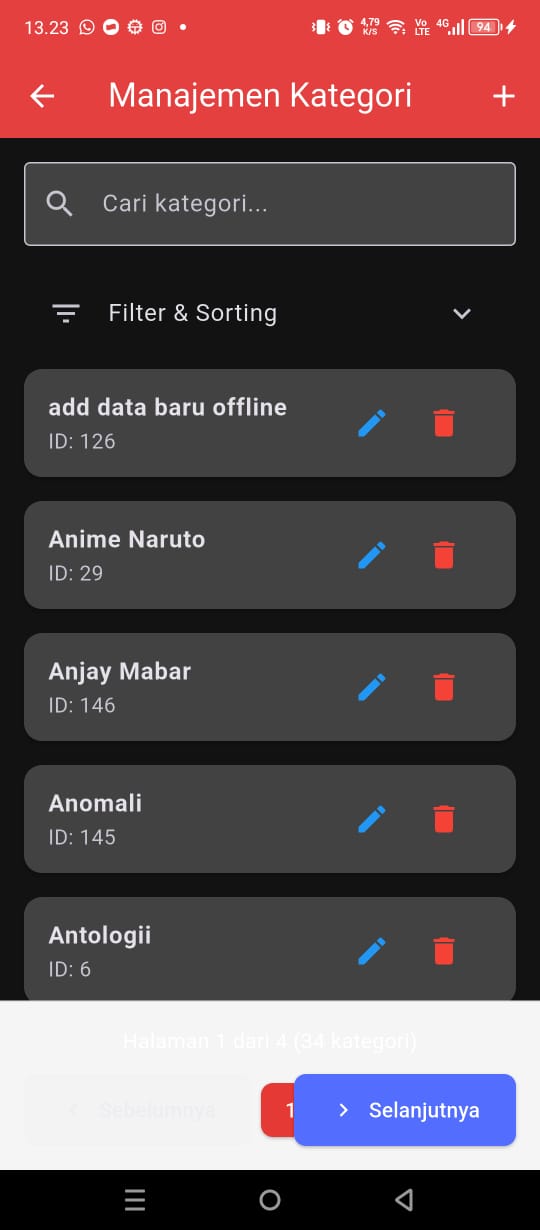 13.23 4,79 K/S Vo LTE 4G 94
Manajemen Kategori
Cari kategori...
Filter & Sorting
add data baru offline
ID: 126
Anime Naruto
ID: 29
Anjay Mabar
ID: 146
Anomali
ID: 145
Antologii
ID: 6
Halaman 1 dari 4 (34 kategori)
Sebelumnya 1 Selanjutnya